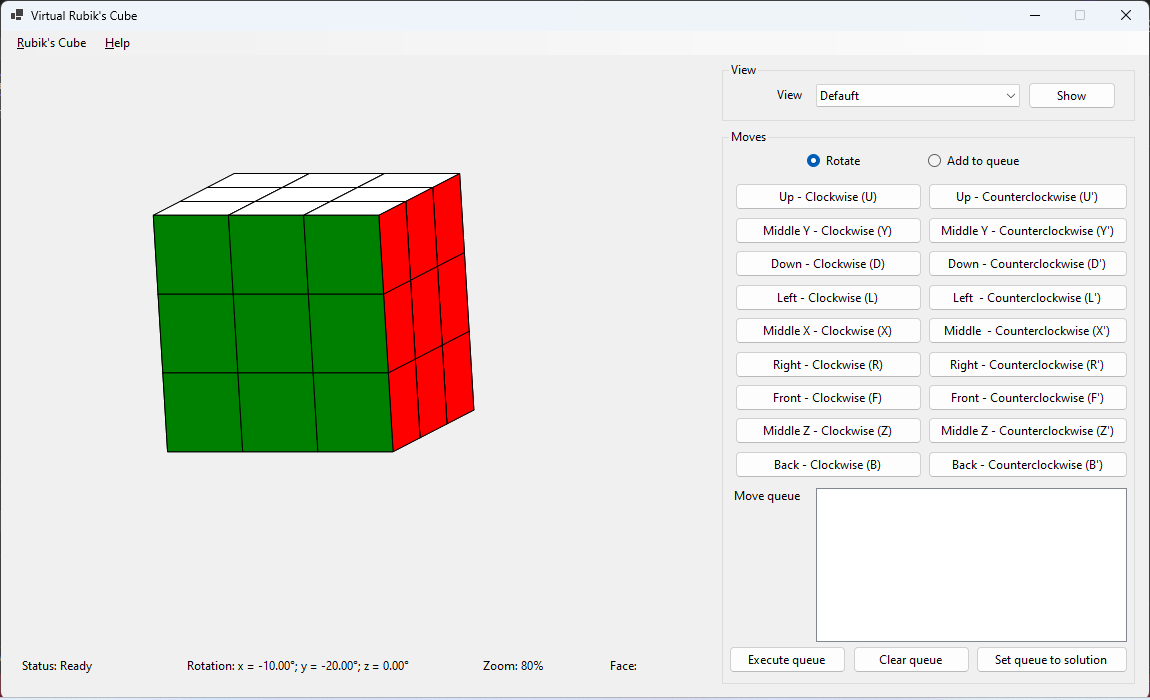 Virtual Rubik's Cube
Rubik's Cube Help
View
View Defauft Show
Moves
Rotate Add to queue
Up - Clockwise (U) Up - Counterclockwise (U')
Middle Y - Clockwise (Y) Middle Y - Counterclockwise (Y')
Down - Clockwise (D) Down - Counterclockwise (D')
Left - Clockwise (L) Left  - Counterclockwise (L')
Middle X - Clockwise (X) Middle  - Counterclockwise (X')
Right - Clockwise (R) Right - Counterclockwise (R')
Front - Clockwise (F) Front - Counterclockwise (F')
Middle Z - Clockwise (Z) Middle Z - Counterclockwise (Z')
Back - Clockwise (B) Back - Counterclockwise (B')
Move queue
Execute queue Clear queue Set queue to solution
Status: Ready Rotation: x = -10.00°; y = -20.00°; z = 0.00° Zoom: 80% Face: